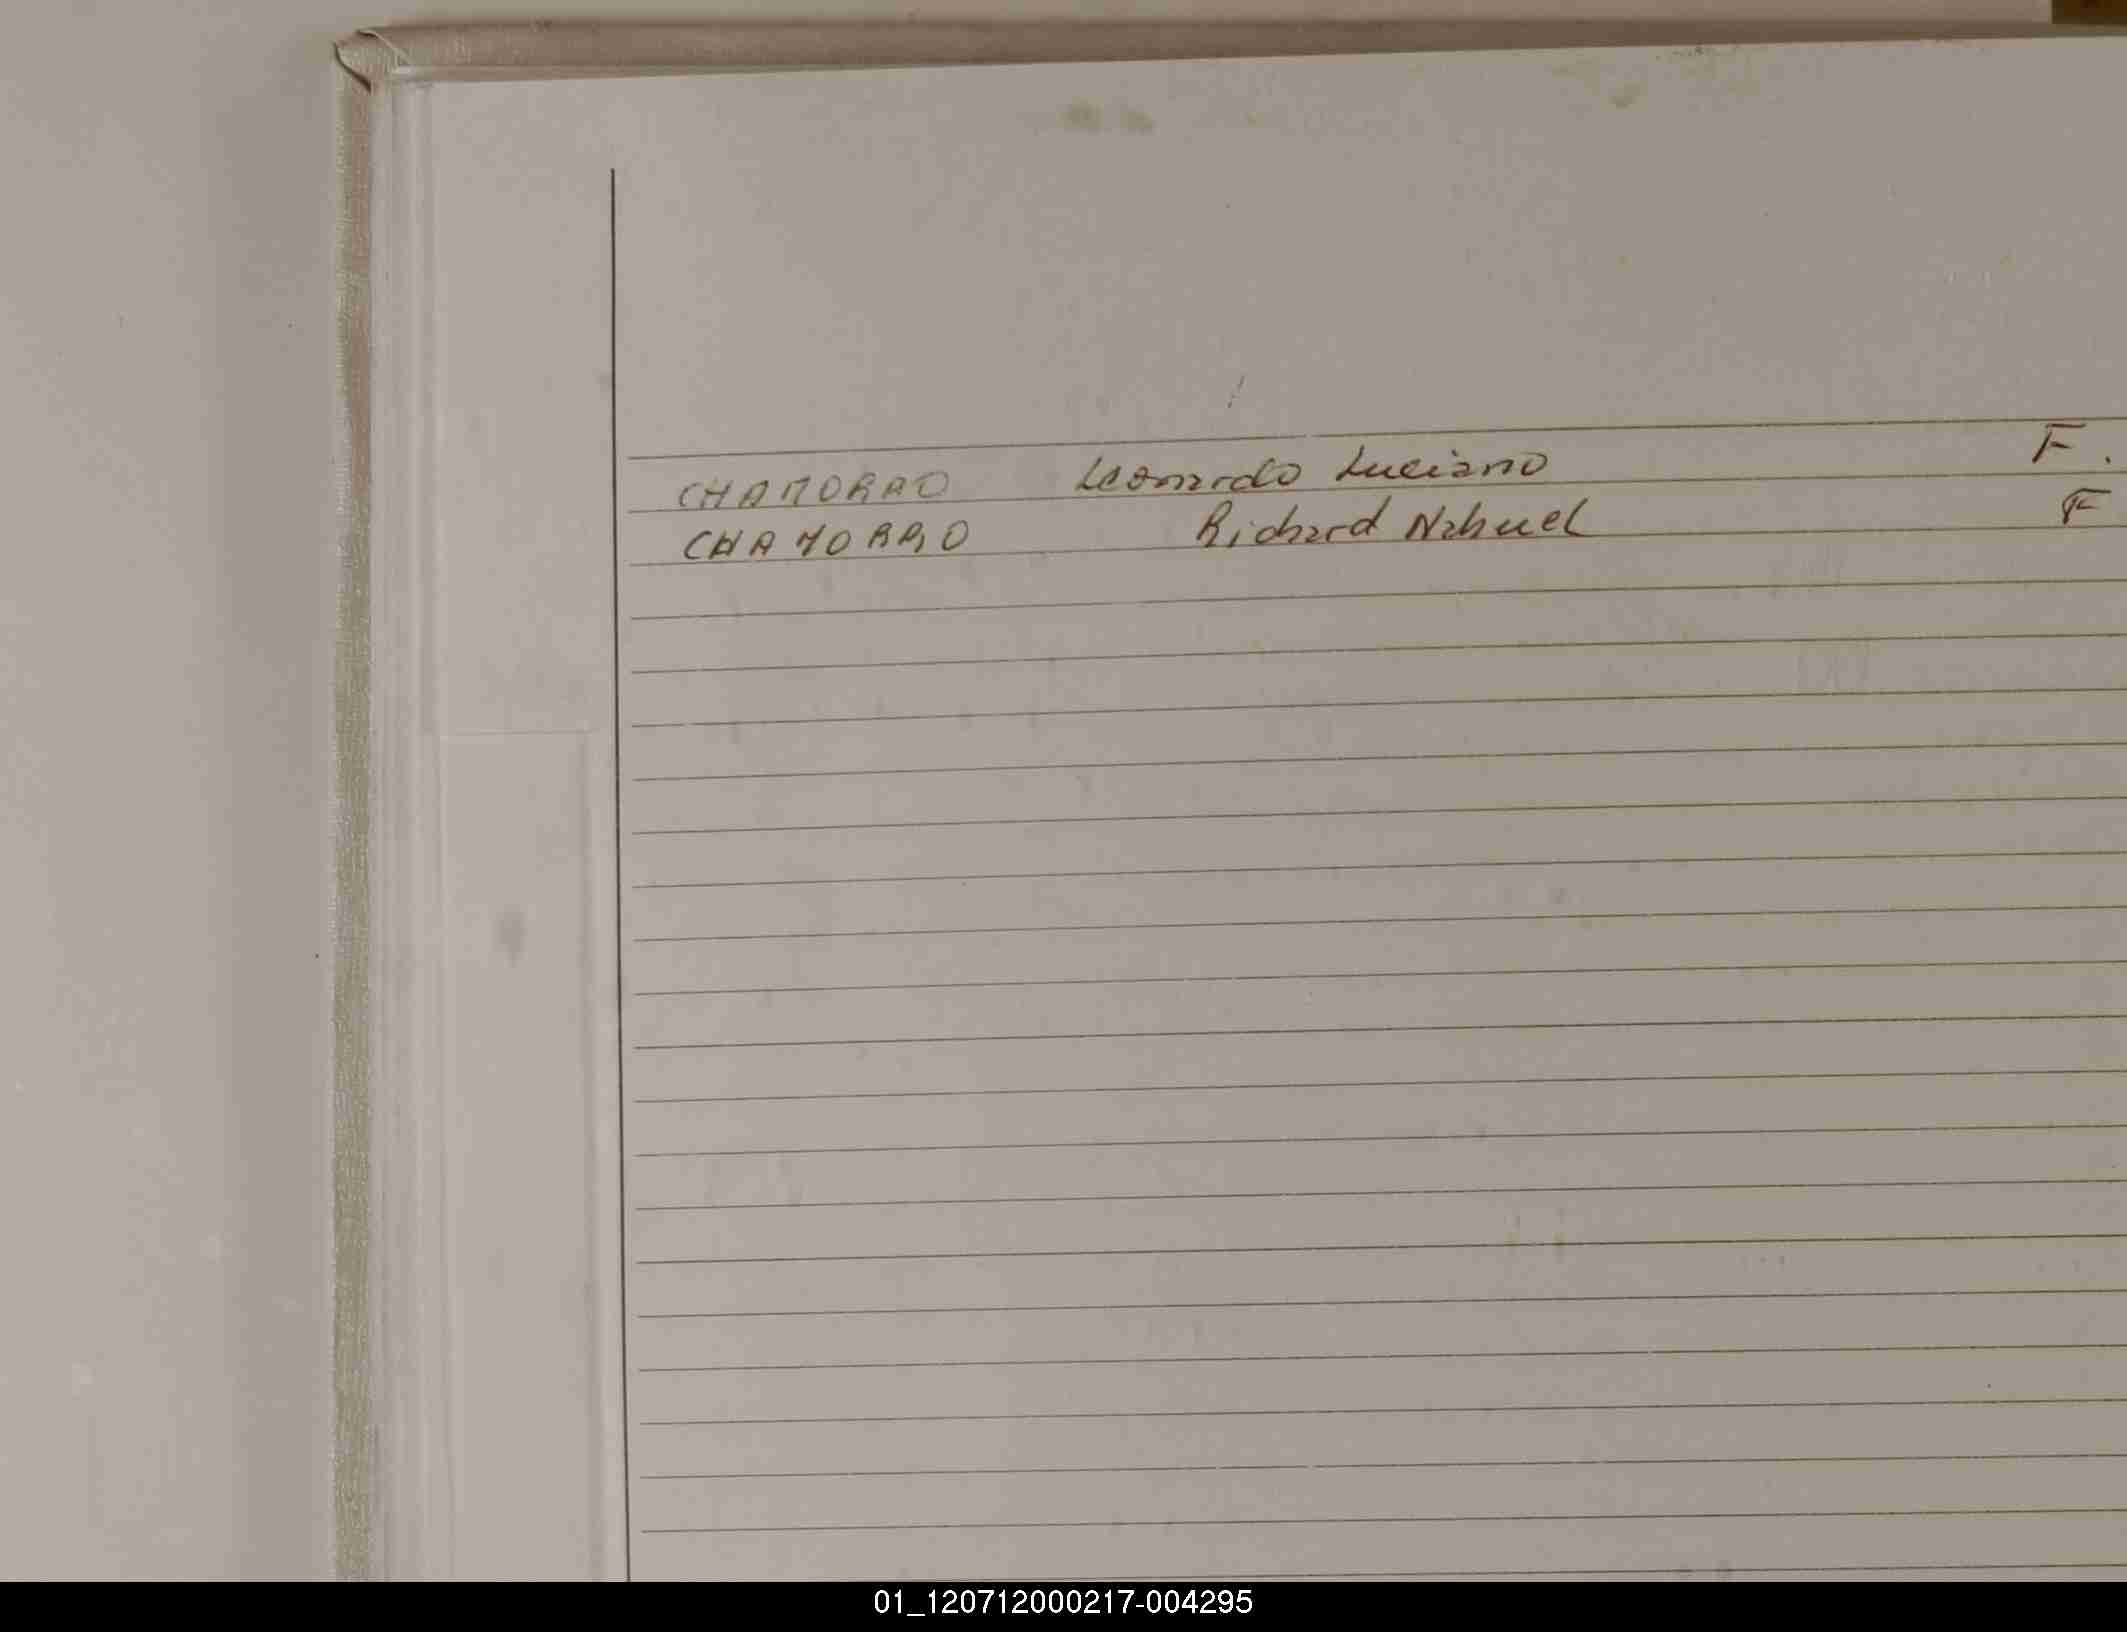 CHAMORRO Leonardo Luciano F.
CHAMORRO Richard Nahuel F
01_120712000217-004295